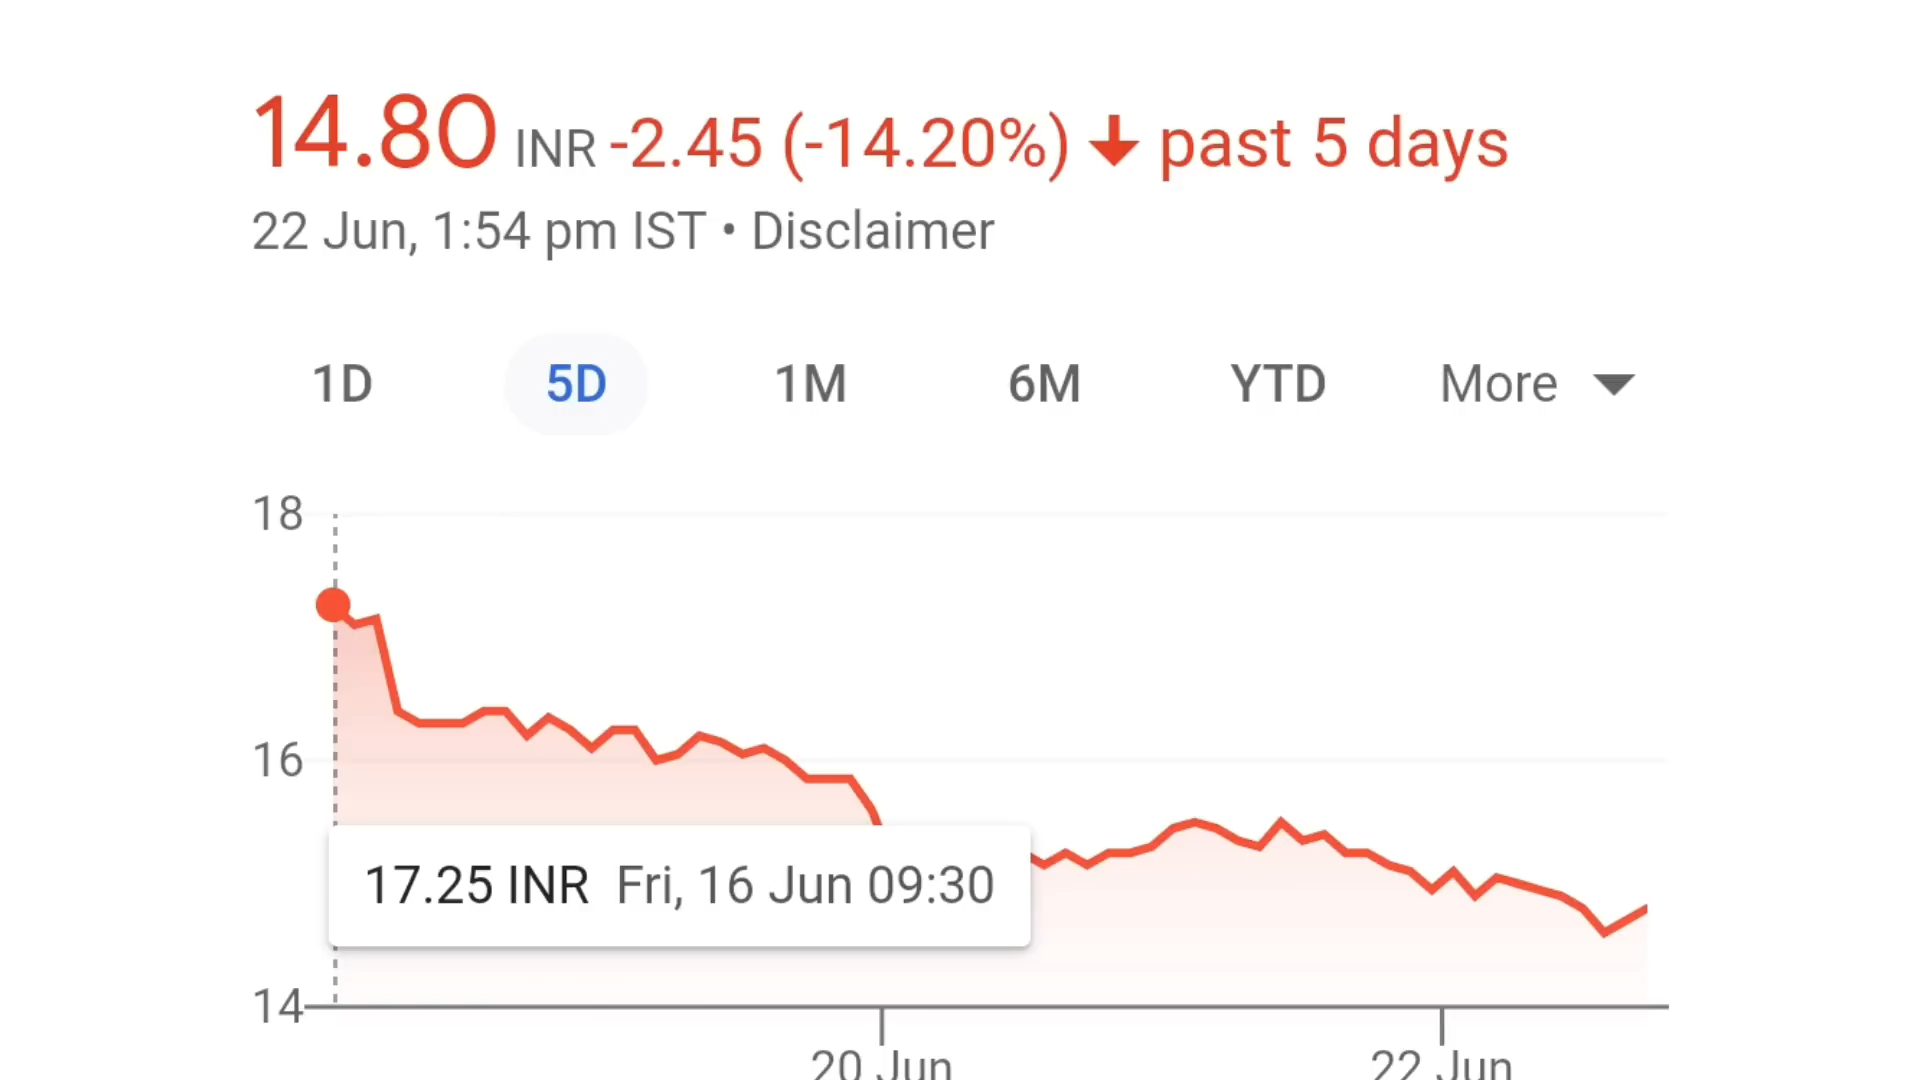 14.80 INR -2.45 (-14.20%) ↓ past 5 days
22 Jun, 1:54 pm IST • Disclaimer
1D 5D 1M 6M YTD More
18
16
17.25 INR Fri, 16 Jun 09:30
14
20 Jun 22 Jun